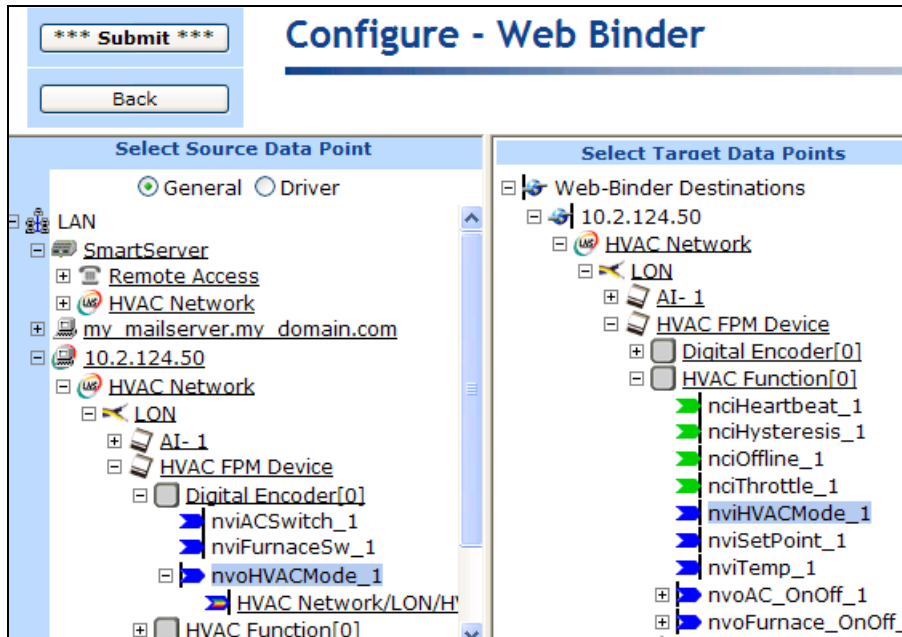 *** Submit ***
Configure - Web Binder
Back
Select Source Data Point
General Driver
LAN
SmartServer
Remote Access
HVAC Network
my_mailserver.my_domain.com
10.2.124.50
HVAC Network
LON
AI- 1
HVAC FPM Device
Digital Encoder[0]
nviACSwitch_1
nviFurnaceSw_1
nvoHVACMode_1
HVAC Network/LON/H
HVAC Function[0]
Select Target Data Points
Web-Binder Destinations
10.2.124.50
HVAC Network
LON
AI- 1
HVAC FPM Device
Digital Encoder[0]
HVAC Function[0]
nciHeartbeat_1
nciHysteresis_1
nciOffline_1
nciThrottle_1
nviHVACMode_1
nviSetPoint_1
nviTemp_1
nvoAC_OnOff_1
nvoFurnace_OnOff_